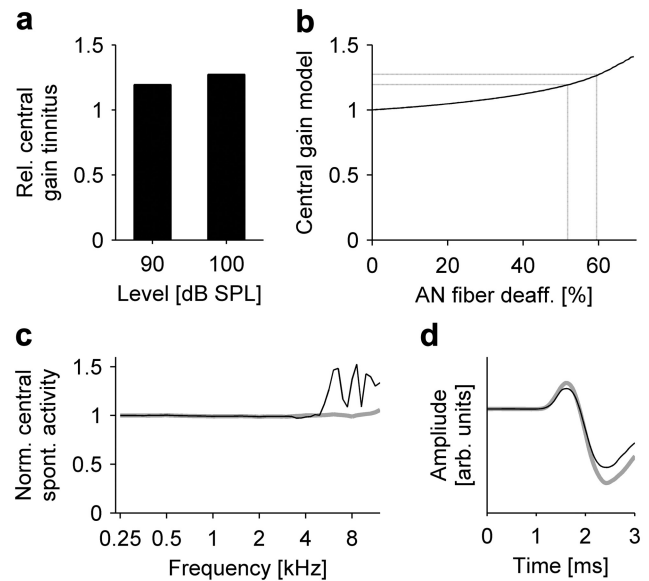 a
Rel. central
gain tinnitus
1.5
1
0.5
0
90 100
Level [dB SPL]
b
Central gain model
1.5
1
0.5
0
0 20 40 60
AN fiber deaff. [%]
c
Norm. central
spont. activity
1.5
1
0.5
0
0.25 0.5 1 2 4 8
Frequency [kHz]
d
Ampliude
[arb. units]
0 1 2 3
Time [ms]